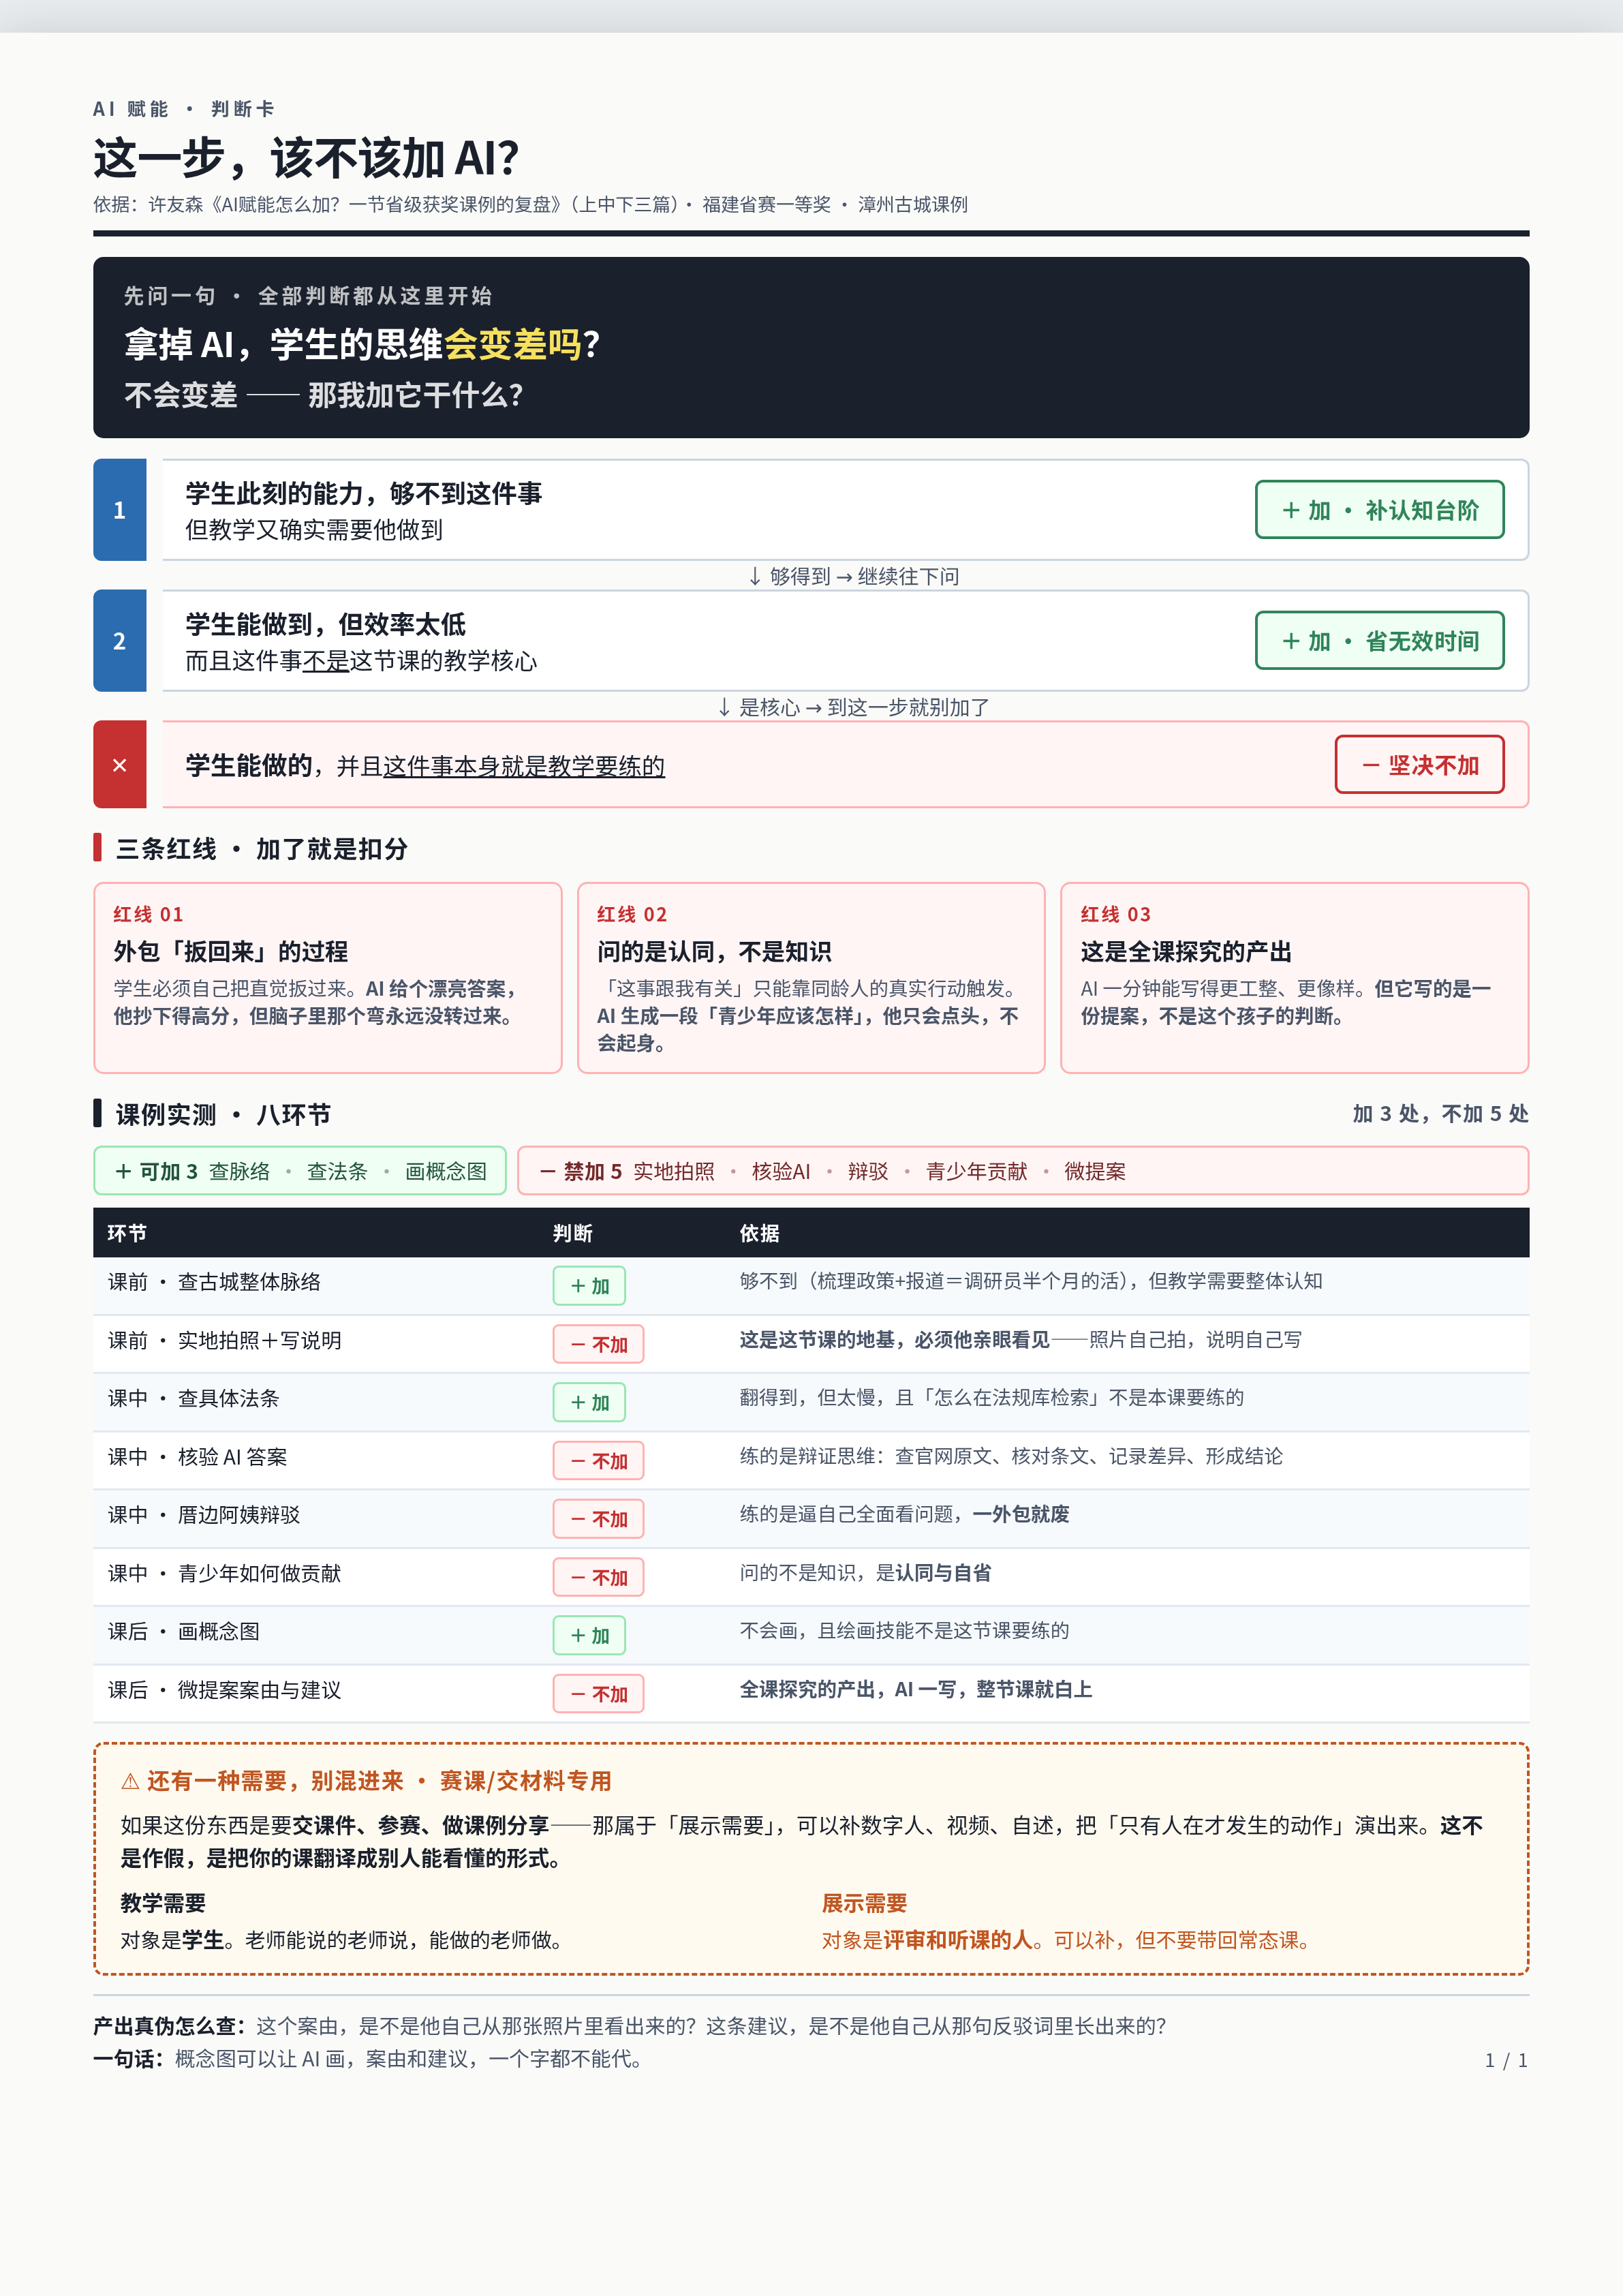 AI 赋能 · 判断卡
这一步，该不该加 AI？
依据：许友森《AI赋能怎么加？一节省级获奖课例的复盘》（上中下三篇）· 福建省赛一等奖 · 漳州古城课例
先问一句 · 全部判断都从这里开始
拿掉 AI，学生的思维会变差吗？
不会变差 —— 那我加它干什么？
1
学生此刻的能力，够不到这件事
但教学又确实需要他做到
＋ 加 · 补认知台阶
↓ 够得到 → 继续往下问
2
学生能做到，但效率太低
而且这件事不是这节课的教学核心
＋ 加 · 省无效时间
↓ 是核心 → 到这一步就别加了
✕
学生能做的，并且这件事本身就是教学要练的
－ 坚决不加
三条红线 · 加了就是扣分
红线 01
外包「扳回来」的过程
学生必须自己把直觉扳过来。AI 给个漂亮答案，
他抄下得高分，但脑子里那个弯永远没转过来。
红线 02
问的是认同，不是知识
「这事跟我有关」只能靠同龄人的真实行动触发。
AI 生成一段「青少年应该怎样」，他只会点头，不
会起身。
红线 03
这是全课探究的产出
AI 一分钟能写得更工整、更像样。但它写的是一
份提案，不是这个孩子的判断。
课例实测 · 八环节
加 3 处，不加 5 处
＋ 可加 3 查脉络 · 查法条 · 画概念图
－ 禁加 5 实地拍照 · 核验AI · 辩驳 · 青少年贡献 · 微提案
环节 判断 依据
课前 · 查古城整体脉络 ＋ 加 够不到（梳理政策+报道＝调研员半个月的活），但教学需要整体认知
课前 · 实地拍照＋写说明 － 不加 这是这节课的地基，必须他亲眼看见——照片自己拍，说明自己写
课中 · 查具体法条 ＋ 加 翻得到，但太慢，且「怎么在法规库检索」不是本课要练的
课中 · 核验 AI 答案 － 不加 练的是辩证思维：查官网原文、核对条文、记录差异、形成结论
课中 · 厝边阿姨辩驳 － 不加 练的是逼自己全面看问题，一外包就废
课中 · 青少年如何做贡献 － 不加 问的不是知识，是认同与自省
课后 · 画概念图 ＋ 加 不会画，且绘画技能不是这节课要练的
课后 · 微提案案由与建议 － 不加 全课探究的产出，AI 一写，整节课就白上
⚠ 还有一种需要，别混进来 · 赛课/交材料专用
如果这份东西是要交课件、参赛、做课例分享——那属于「展示需要」，可以补数字人、视频、自述，把「只有人在才发生的动作」演出来。这不
是作假，是把你的课翻译成别人能看懂的形式。
教学需要
对象是学生。老师能说的老师说，能做的老师做。
展示需要
对象是评审和听课的人。可以补，但不要带回常态课。
产出真伪怎么查：这个案由，是不是他自己从那张照片里看出来的？这条建议，是不是他自己从那句反驳词里长出来的？
一句话：概念图可以让 AI 画，案由和建议，一个字都不能代。
1 / 1